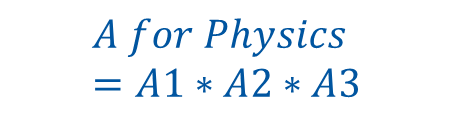 A for Physics
= A1 * A2 * A3